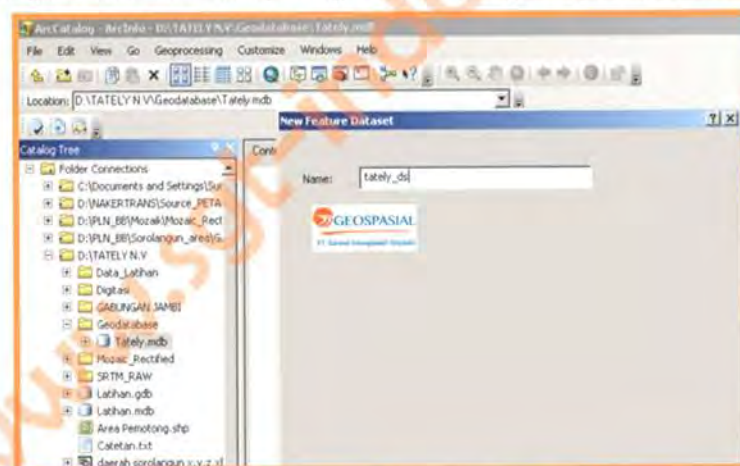 ArcCatalog - ArcInfo - D:\TATELY N.V\Geodatabase\Tately.mdb
File Edit View Go Geoprocessing Customize Windows Help
Location: D:\TATELY N.V\Geodatabase\Tately.mdb
New Feature Dataset
Catalog Tree
Cont
Folder Connections
Name: tately_ds
C:\Documents and Settings\Sur
D:\NAKERTRANS\Source_PETA
GEOSPASIAL
D:\PLN_BB\Mozaik\Mozaic_Rect
D:\PLN_BB\Sorolangun_area\G
D:\TATELY N.V
Data_Latihan
Digitasi
GABUNGAN JAMBI
Geodatabase
Tately.mdb
Mozaic_Rectified
SRTM_RAW
Latihan.gdb
Latihan.mdb
Area Pemotong.shp
Catetan.txt
daerah sorolangun x,y,z.xl